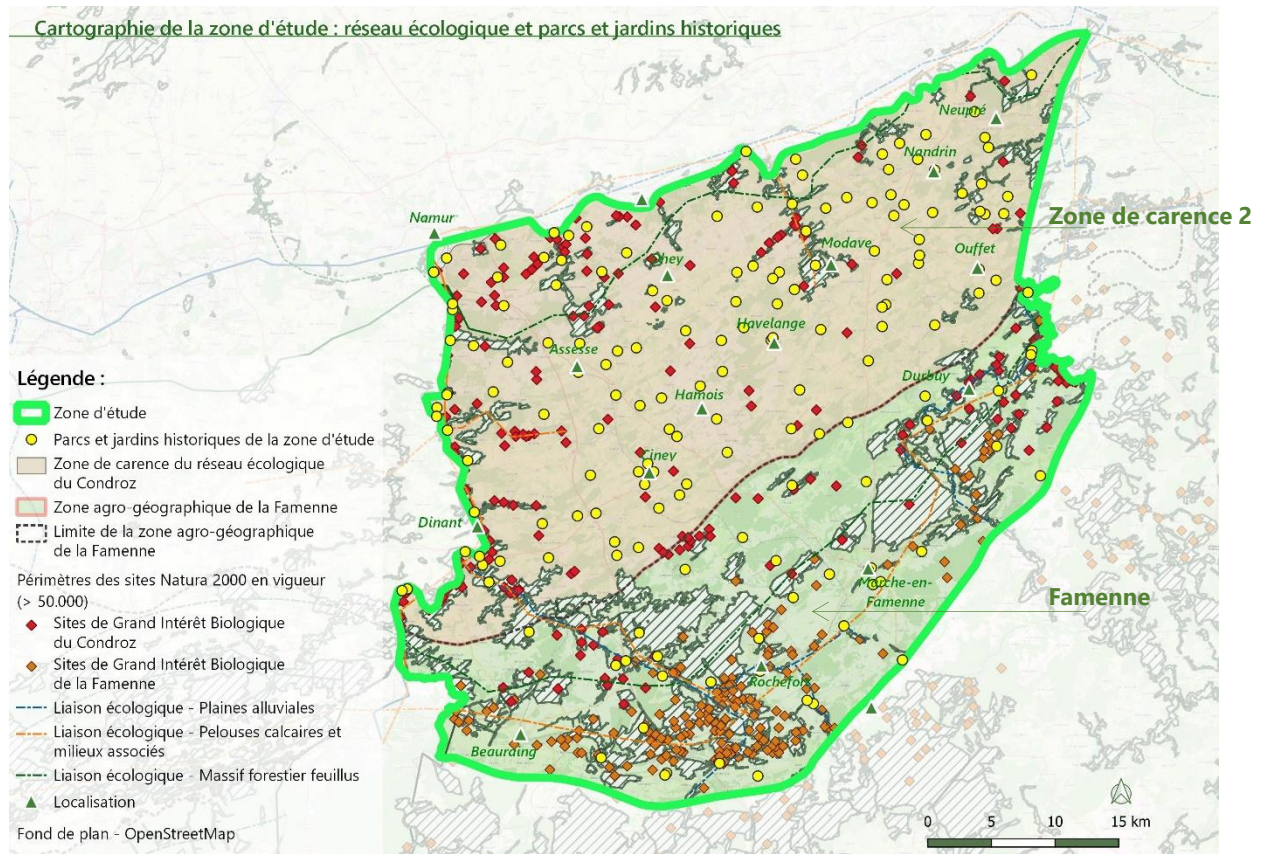 Cartographie de la zone d'étude : réseau écologique et parcs et jardins historiques
Neupré
Nandrin
Namur
Zone de carence 2
Modave
Ouffet
Ohey
Havelange
Assesse
Durbuy
Hamois
Ciney
Dinant
Marche-en-
Famenne
Famenne
Rochefort
Beauraing
Légende :
Zone d'étude
Parcs et jardins historiques de la zone d'étude
Zone de carence du réseau écologique
du Condroz
Zone agro-géographique de la Famenne
Limite de la zone agro-géographique
de la Famenne
Périmètres des sites Natura 2000 en vigueur
(> 50.000)
Sites de Grand Intérêt Biologique
du Condroz
Sites de Grand Intérêt Biologique
de la Famenne
Liaison écologique - Plaines alluviales
Liaison écologique - Pelouses calcaires et
milieux associés
Liaison écologique - Massif forestier feuillus
Localisation
Fond de plan - OpenStreetMap
0 5 10 15 km